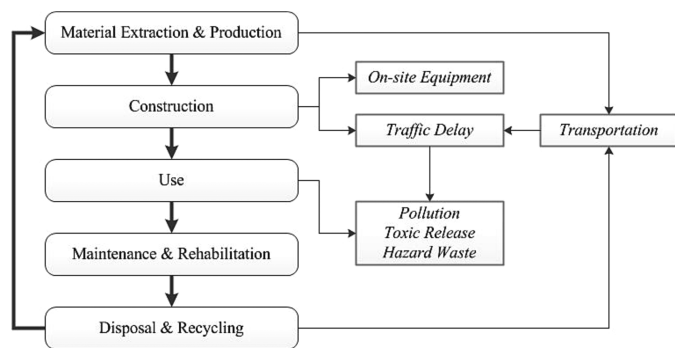 Material Extraction & Production
On-site Equipment
Construction
Traffic Delay
Transportation
Use
Pollution
Toxic Release
Hazard Waste
Maintenance & Rehabilitation
Disposal & Recycling